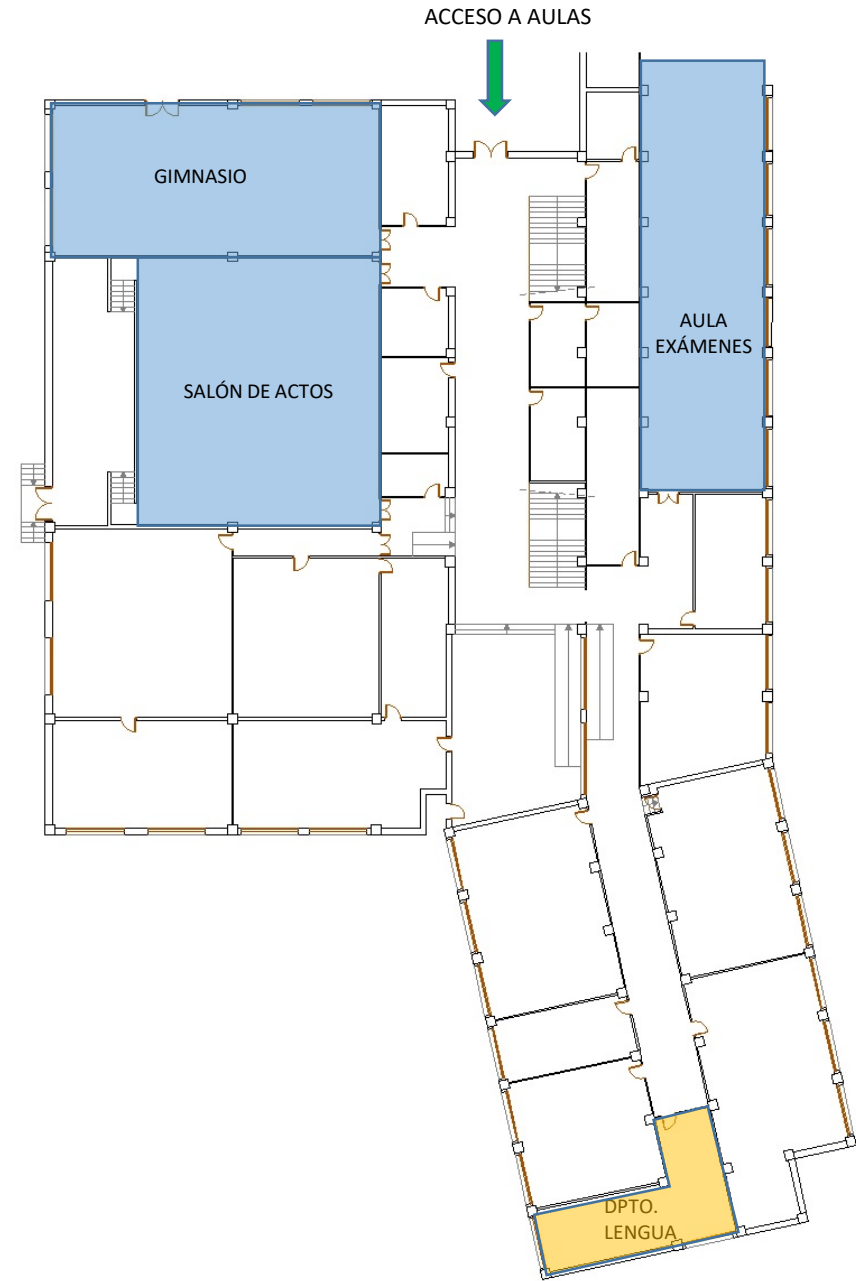 ACCESO A AULAS
GIMNASIO
AULA
EXÁMENES
SALÓN DE ACTOS
DPTO.
LENGUA